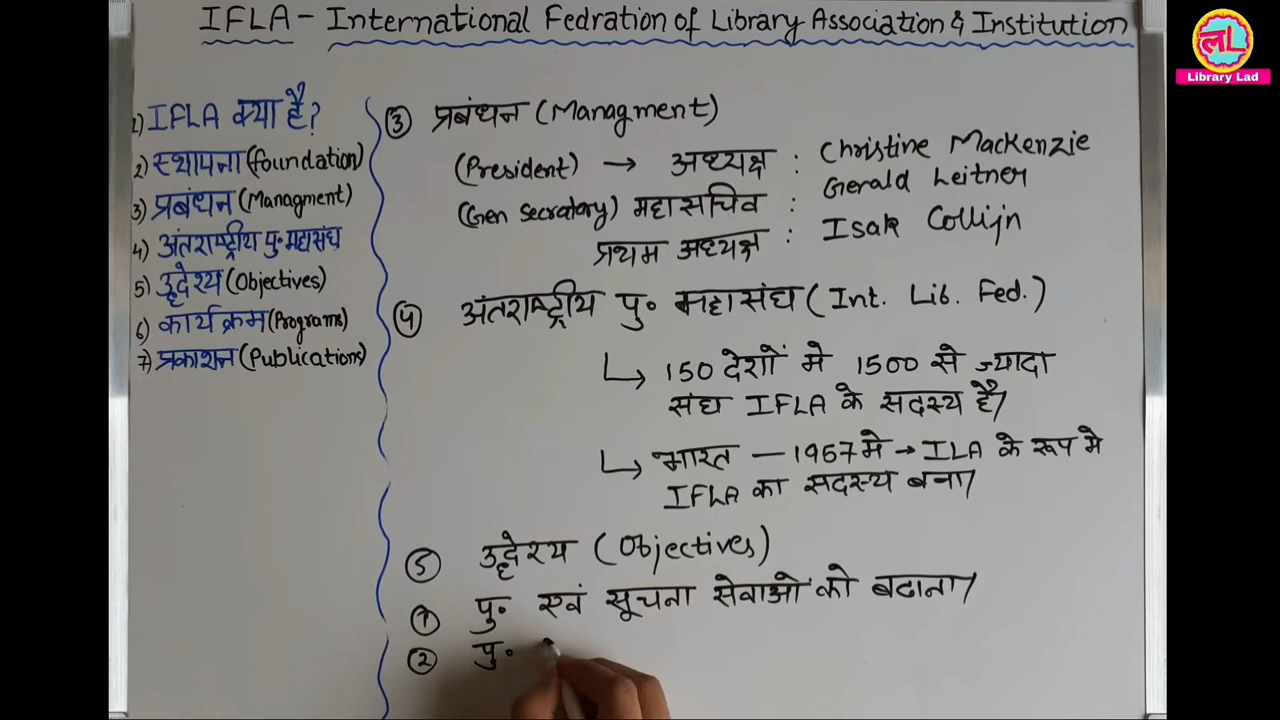 IFLA - International Fedration of Library Association & Institution
लL
Library Lad
1) IFLA क्या है?
2) स्थापना (foundation)
3) प्रबंधन (Managment)
4) अंतराष्ट्रीय पु॰ महासंघ
5) उद्देश्य (Objectives)
6) कार्यक्रम (Programs)
7) प्रकाशन (Publications)
③ प्रबंधन (Managment)
(President) → अध्यक्ष : Christine Mackenzie
(Gen Secratary) महासचिव : Gerald Leitner
प्रथम अध्यक्ष : Isak Collijn
④ अंतराष्ट्रीय पु॰ महासंघ (Int. Lib. Fed.)
↳ 150 देशों मे 1500 से ज्यादा
संघ IFLA के सदस्य है।
↳ भारत — 1957 मे → ILA के रूप मे
IFLA का सदस्य बना।
⑤ उद्देश्य (Objectives)
① पु॰ एवं सूचना सेवाओं को बढाना।
② पु॰